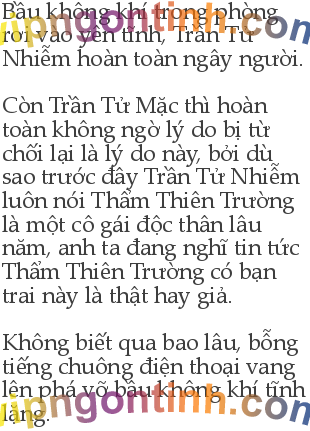 Bầu không khí trong phòng
rơi vào yên tĩnh, Trần Tử
Nhiễm hoàn toàn ngây người.
Còn Trần Tử Mặc thì hoàn
toàn không ngờ lý do bị từ
chối lại là lý do này, bởi dù
sao trước đây Trần Tử Nhiễm
luôn nói Thẩm Thiên Trường
là một cô gái độc thân lâu
năm, anh ta đang nghĩ tin tức
Thẩm Thiên Trường có bạn
trai này là thật hay giả.
Không biết qua bao lâu, bỗng
tiếng chuông điện thoại vang
lên phá vỡ bầu không khí tĩnh
lặng.
vipngontinh.com
vipngontinh.com